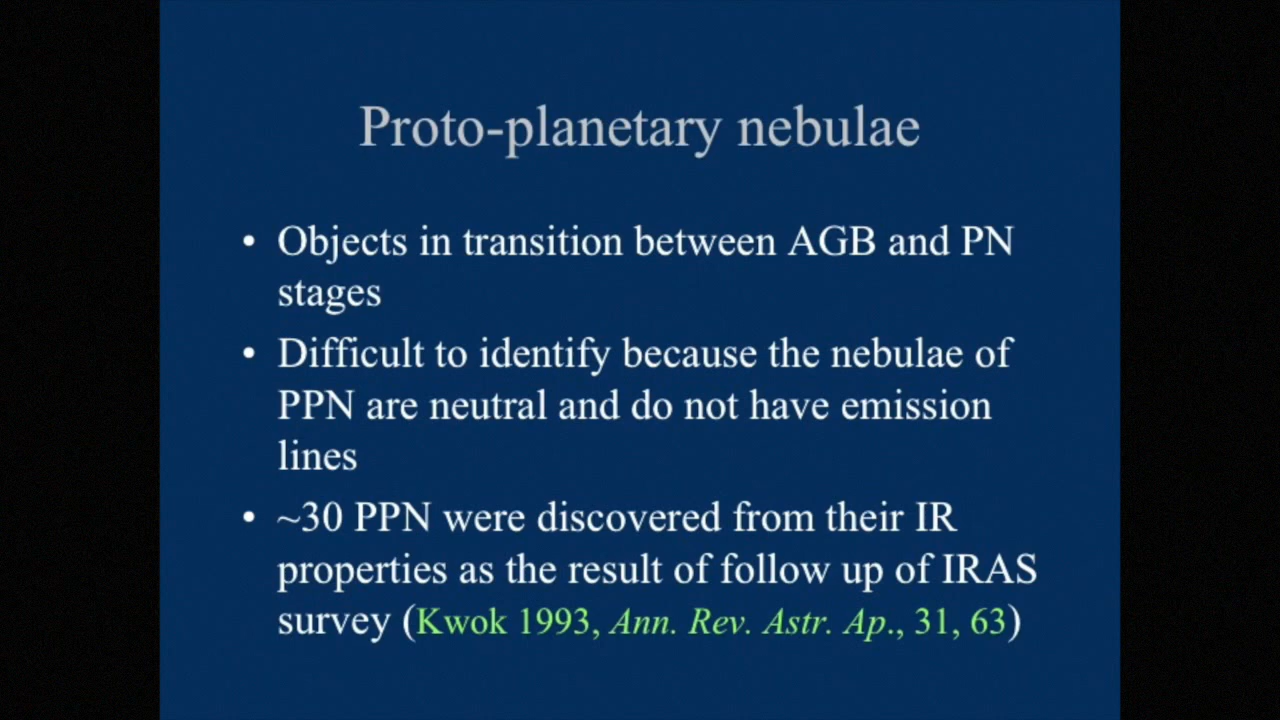 Proto-planetary nebulae
• Objects in transition between AGB and PN
stages
• Difficult to identify because the nebulae of
PPN are neutral and do not have emission
lines
• ~30 PPN were discovered from their IR
properties as the result of follow up of IRAS
survey (Kwok 1993, Ann. Rev. Astr. Ap., 31, 63)